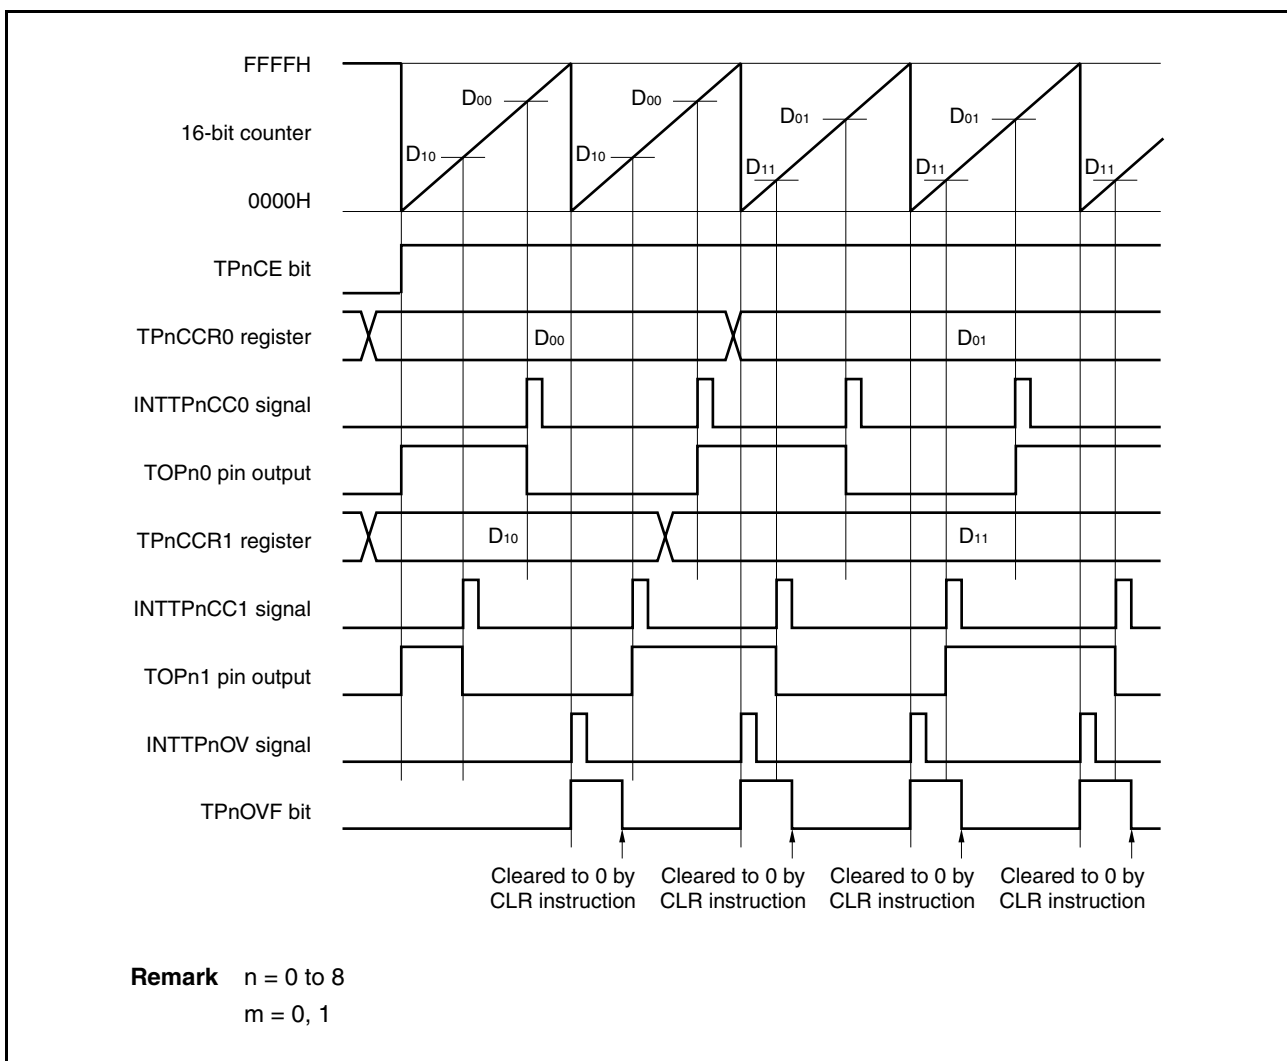 FFFFH
D00
D00
16-bit counter
D01
D01
D10
D10
D11
D11
D11
0000H
TPnCE bit
TPnCCR0 register
D00
D01
INTTPnCC0 signal
TOPn0 pin output
TPnCCR1 register
D10
D11
INTTPnCC1 signal
TOPn1 pin output
INTTPnOV signal
TPnOVF bit
Cleared to 0 by
CLR instruction
Cleared to 0 by
CLR instruction
Cleared to 0 by
CLR instruction
Cleared to 0 by
CLR instruction
Remark n = 0 to 8
m = 0, 1